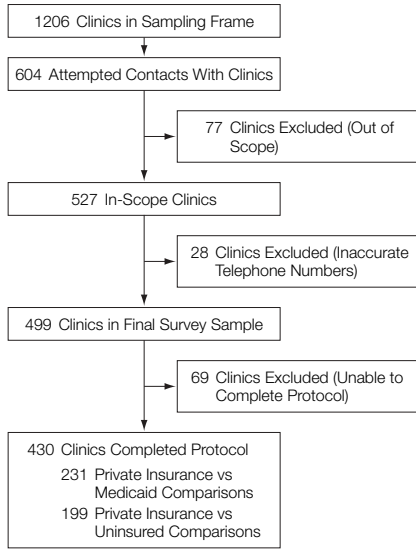 1206 Clinics in Sampling Frame
604 Attempted Contacts With Clinics
77 Clinics Excluded (Out of
Scope)
527 In-Scope Clinics
28 Clinics Excluded (Inaccurate
Telephone Numbers)
499 Clinics in Final Survey Sample
69 Clinics Excluded (Unable to
Complete Protocol)
430 Clinics Completed Protocol
231 Private Insurance vs
Medicaid Comparisons
199 Private Insurance vs
Uninsured Comparisons